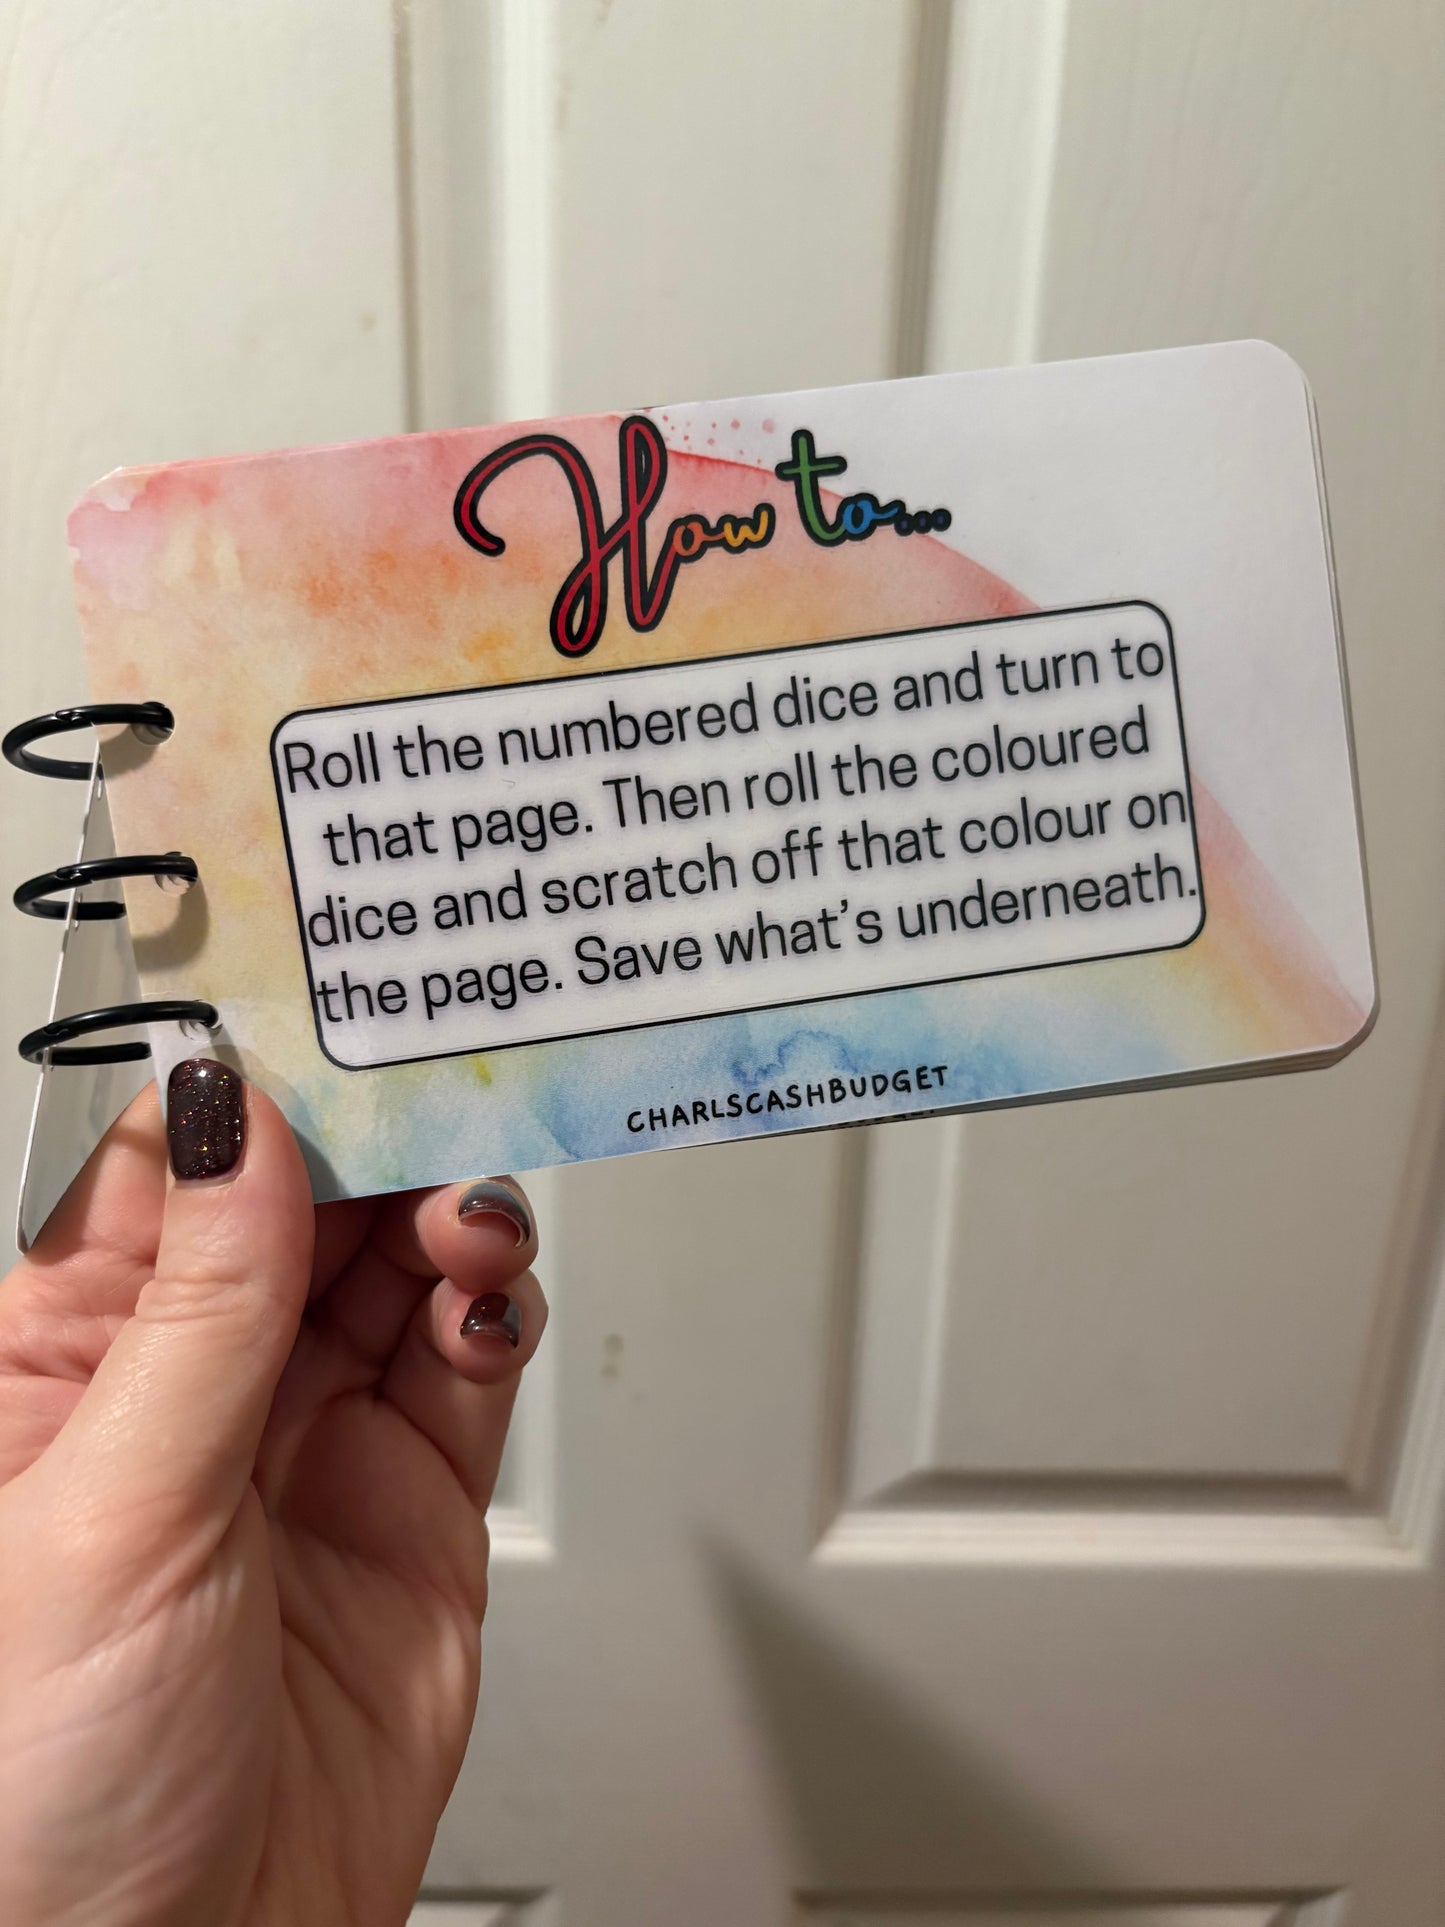 How to...
Roll the numbered dice and turn to
that page. Then roll the coloured
dice and scratch off that colour on
the page. Save what's underneath.
CHARLSCASHBUDGET